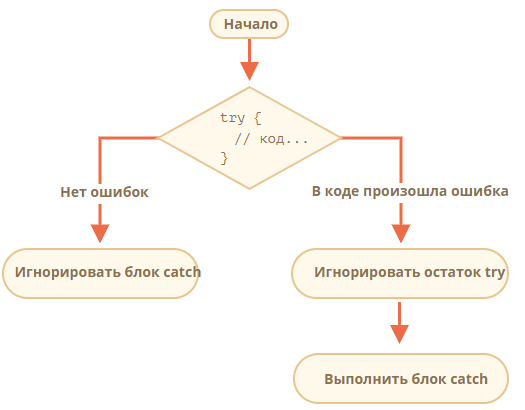 Начало
try {
// код...
}
Нет ошибок
В коде произошла ошибка
Игнорировать блок catch
Игнорировать остаток try
Выполнить блок catch